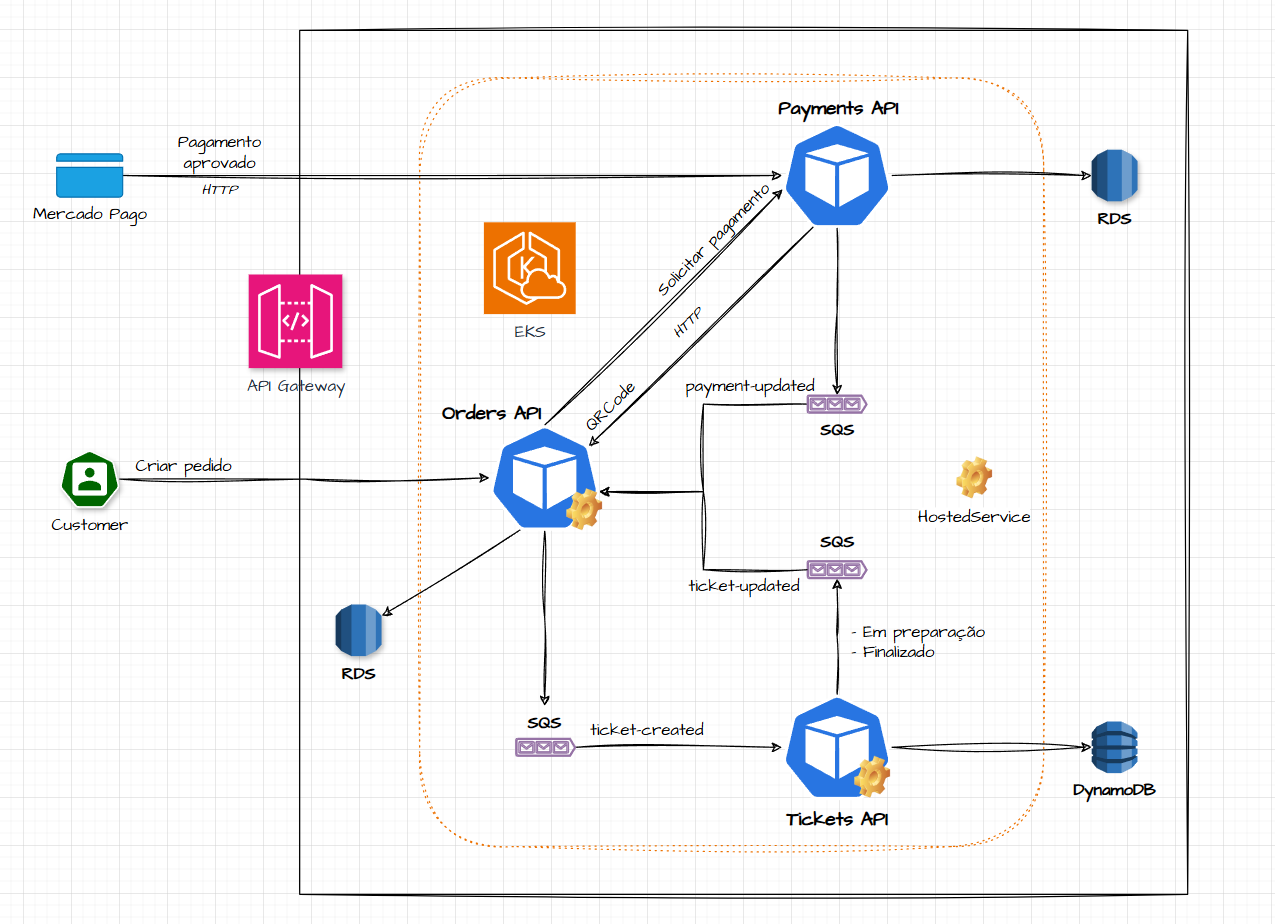 Payments API
Pagamento
aprovado
HTTP
Mercado Pago
RDS
Solicitar pagamento
EKS
HTTP
API Gateway
payment-updated
QRCode
Orders API
SQS
Criar pedido
Customer
HostedService
SQS
ticket-updated
- Em preparação
- Finalizado
RDS
SQS
ticket-created
DynamoDB
Tickets API